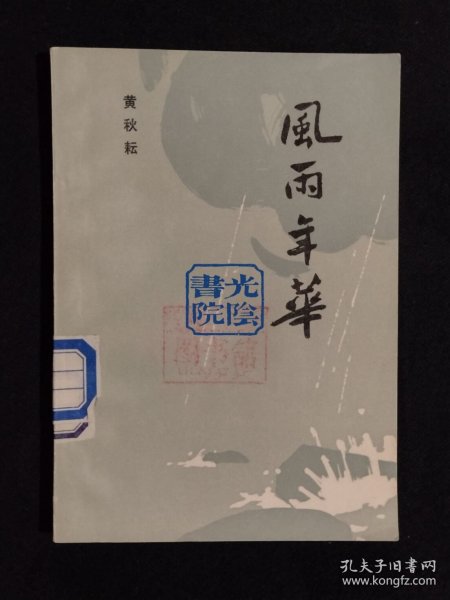 風雨年華
黄秋耘
光陰
書院
孔夫子旧书网
www.kongfz.com